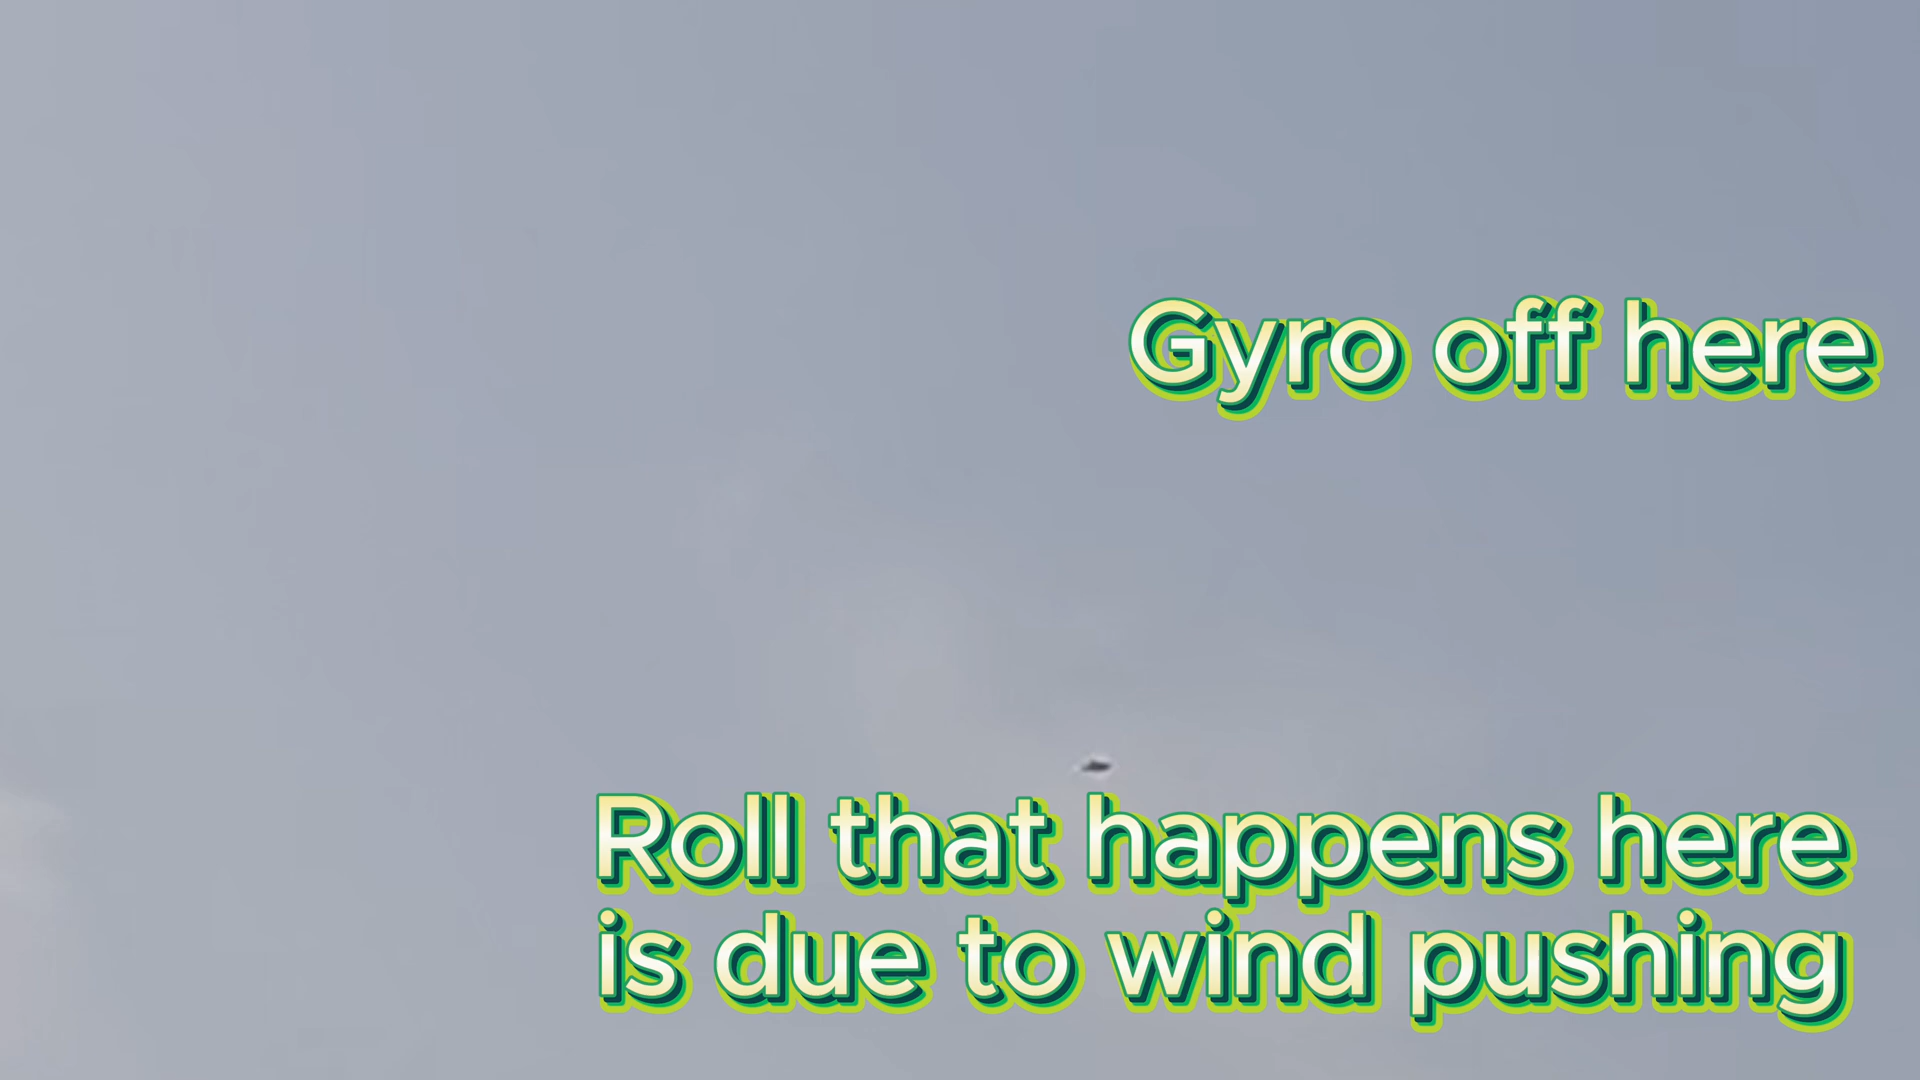 Gyro off here
Roll that happens here
is due to wind pushing